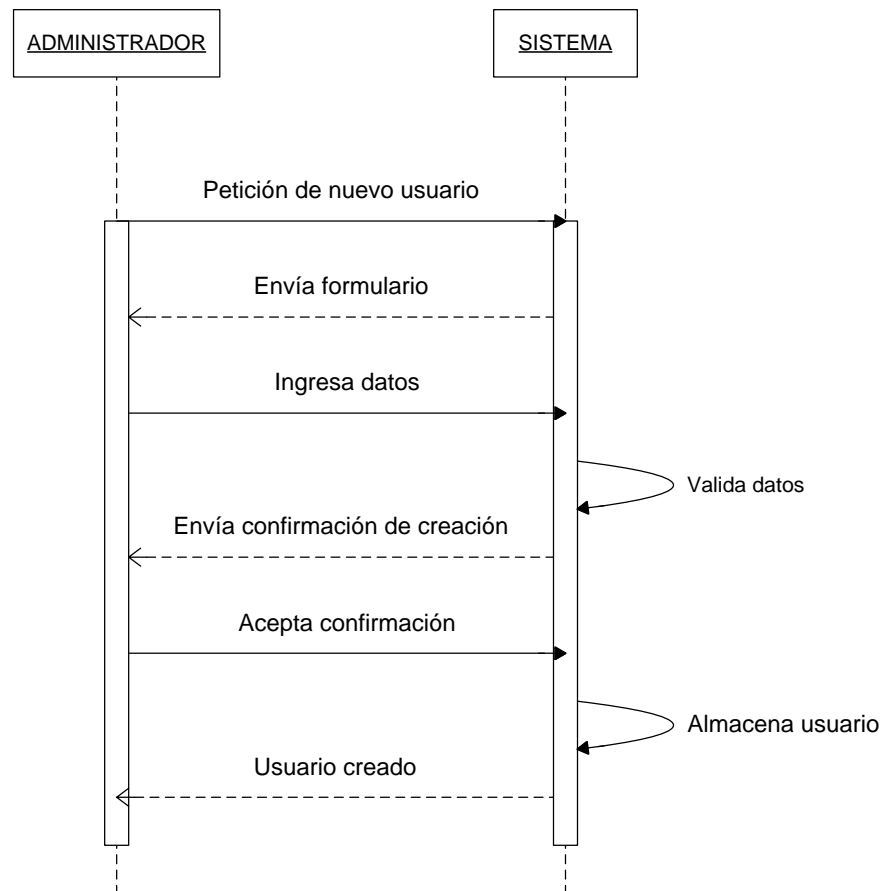 ADMINISTRADOR
SISTEMA
Petición de nuevo usuario
Envía formulario
Ingresa datos
Valida datos
Envía confirmación de creación
Acepta confirmación
Almacena usuario
Usuario creado